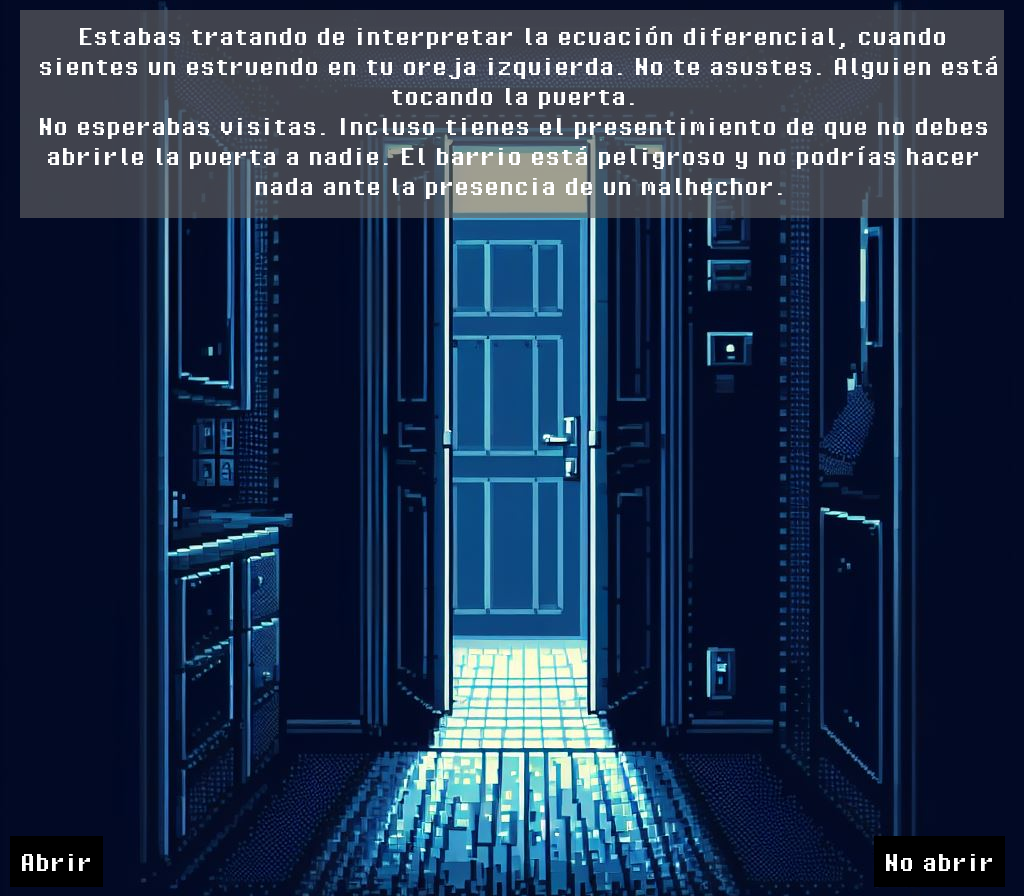 Estabas tratando de interpretar la ecuación diferencial, cuando
sientes un estruendo en tu oreja izquierda. No te asustes. Alguien está
tocando la puerta.
No esperabas visitas. Incluso tienes el presentimiento de que no debes
abrirle la puerta a nadie. El barrio está peligroso y no podrías hacer
nada ante la presencia de un malhechor.
Abrir
No abrir